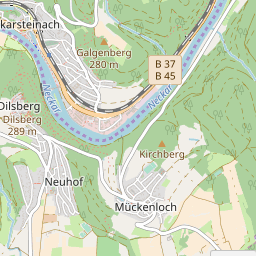 karsteinach
Galgenberg
280 m
B 37
B 45
Neckar
Neckar
Dilsberg
Dilsberg
289 m
Kirchberg
Neuhof
Mückenloch